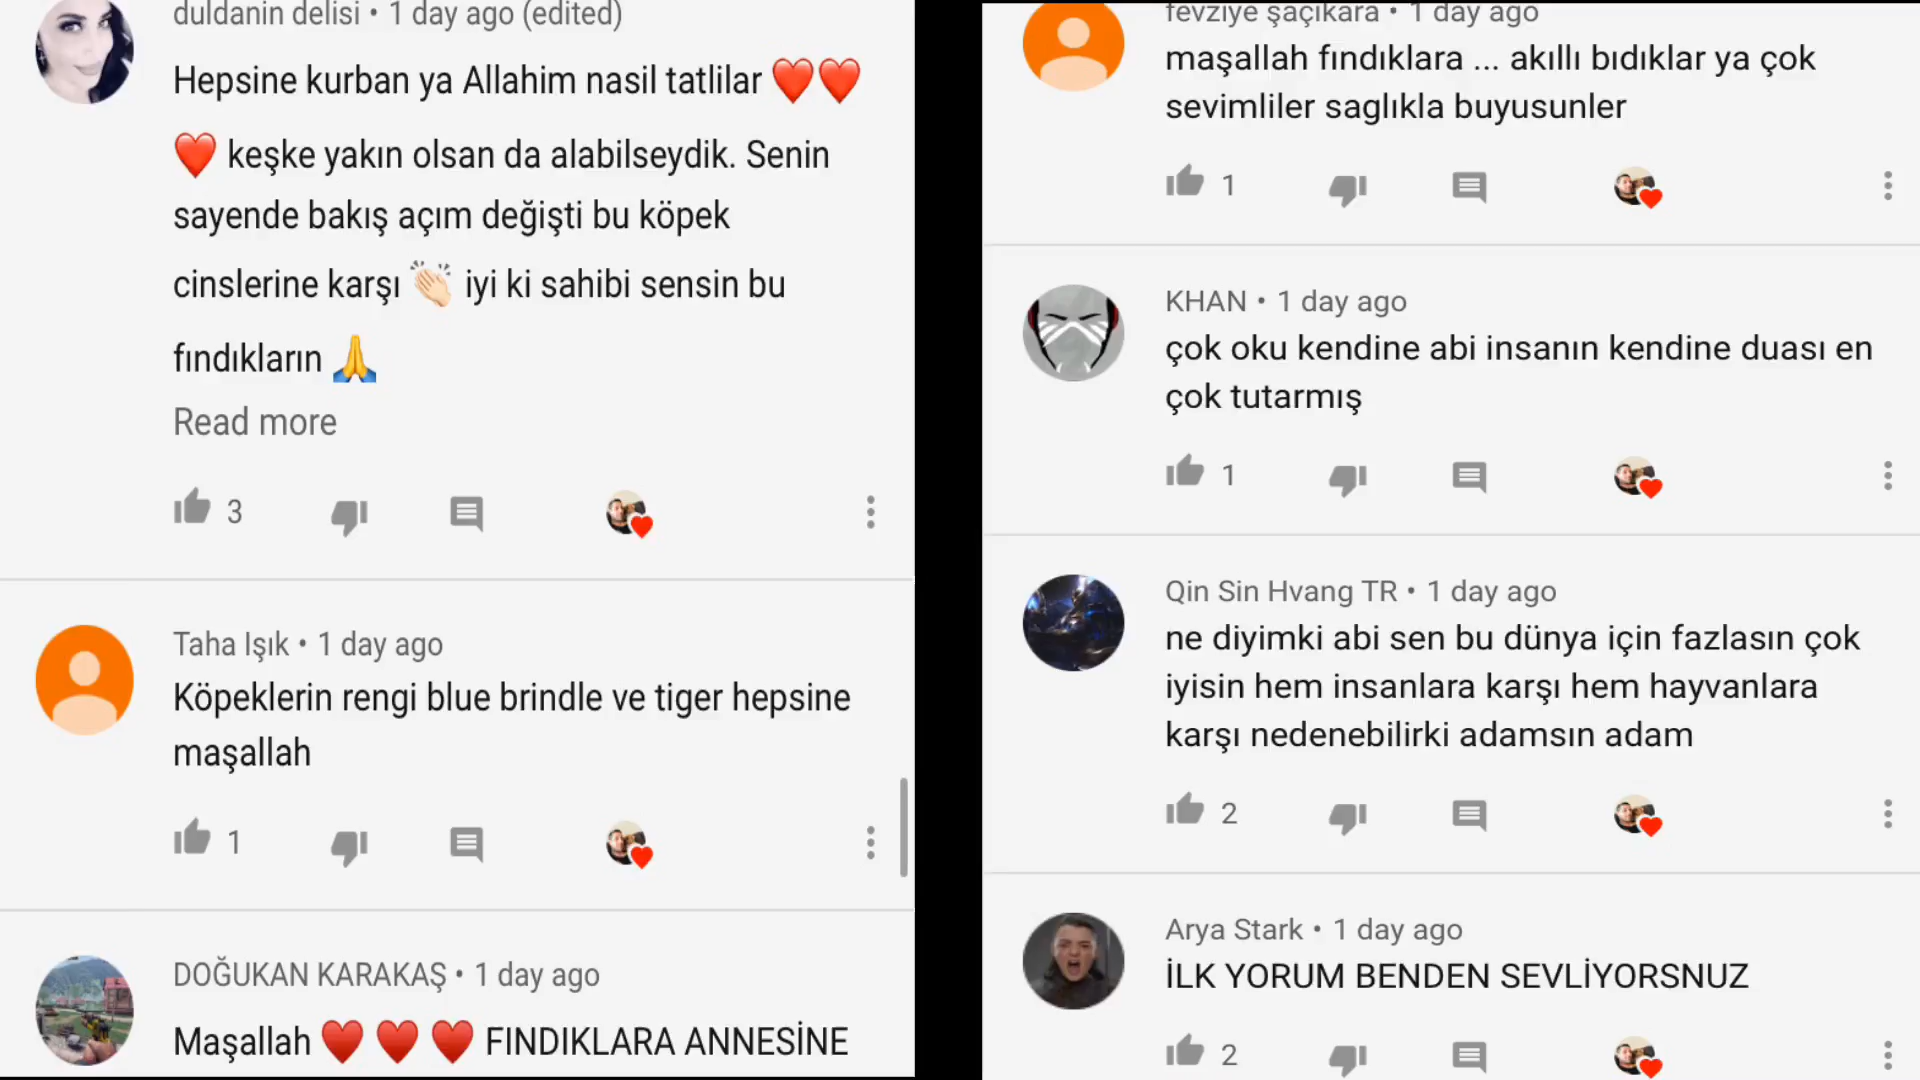 duldanin delisi • 1 day ago (edited)
Hepsine kurban ya Allahim nasil tatlilar ❤️❤️
❤️ keşke yakın olsan da alabilseydik. Senin
sayende bakış açım değişti bu köpek
cinslerine karşı 👏🏻 iyi ki sahibi sensin bu
fındıkların 🙏
Read more
3
Taha Işık • 1 day ago
Köpeklerin rengi blue brindle ve tiger hepsine
maşallah
1
DOĞUKAN KARAKAŞ • 1 day ago
Maşallah ❤️ ❤️ ❤️ FINDIKLARA ANNESİNE
fevziye şaçıkara • 1 day ago
maşallah fındıklara ... akıllı bıdıklar ya çok
sevimliler saglıkla buyusunler
1
KHAN • 1 day ago
çok oku kendine abi insanın kendine duası en
çok tutarmış
1
Qin Sin Hvang TR • 1 day ago
ne diyimki abi sen bu dünya için fazlasın çok
iyisin hem insanlara karşı hem hayvanlara
karşı nedenebilirki adamsın adam
2
Arya Stark • 1 day ago
İLK YORUM BENDEN SEVLİYORSNUZ
2